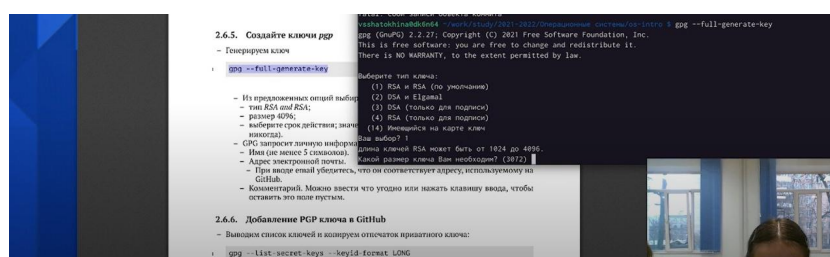 2.6.5. Создайте ключи pgp
– Генерируем ключ
gpg --full-generate-key
– Из предложенных опций выбир
– тип RSA and RSA;
– размер 4096;
– выберите срок действия; значе
никогда).
– GPG запросит личную информа
– Имя (не менее 5 символов).
– Адрес электронной почты.
– При вводе email убедитесь, что он соответствует адресу, используемому на
GitHub.
– Комментарий. Можно ввести что угодно или нажать клавишу ввода, чтобы
оставить это поле пустым.
2.6.6. Добавление PGP ключа в GitHub
– Выводим список ключей и копируем отпечаток приватного ключа:
gpg --list-secret-keys --keyid-format LONG
vsshatokhina@dk6n64 ~/work/study/2021-2022/Операционные системы/os-intro $ gpg --full-generate-key
gpg (GnuPG) 2.2.27; Copyright (C) 2021 Free Software Foundation, Inc.
This is free software: you are free to change and redistribute it.
There is NO WARRANTY, to the extent permitted by law.
Выберите тип ключа:
(1) RSA и RSA (по умолчанию)
(2) DSA и Elgamal
(3) DSA (только для подписи)
(4) RSA (только для подписи)
(14) Имеющийся на карте ключ
Ваш выбор? 1
длина ключей RSA может быть от 1024 до 4096.
Какой размер ключа Вам необходим? (3072)